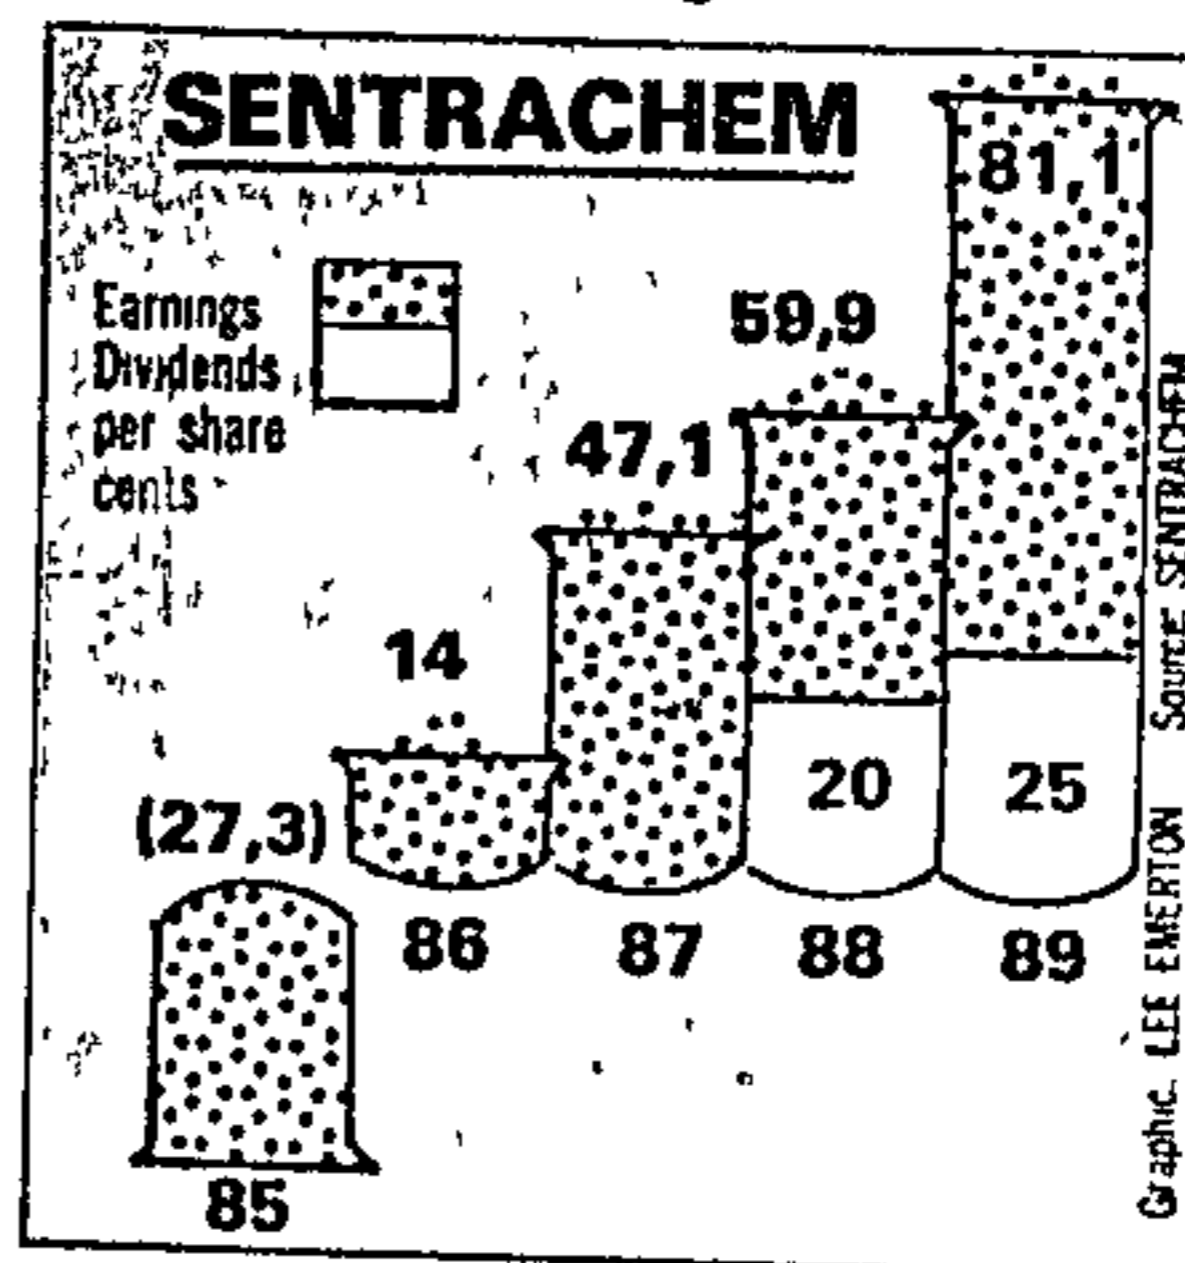 SENTRACHEM
Earnings
Dividends
per share
cents
(27,3)
14
47,1
59,9
81,1
20
25
85
86
87
88
89
Graphic LEE EMERTON Source SENTRACHEM